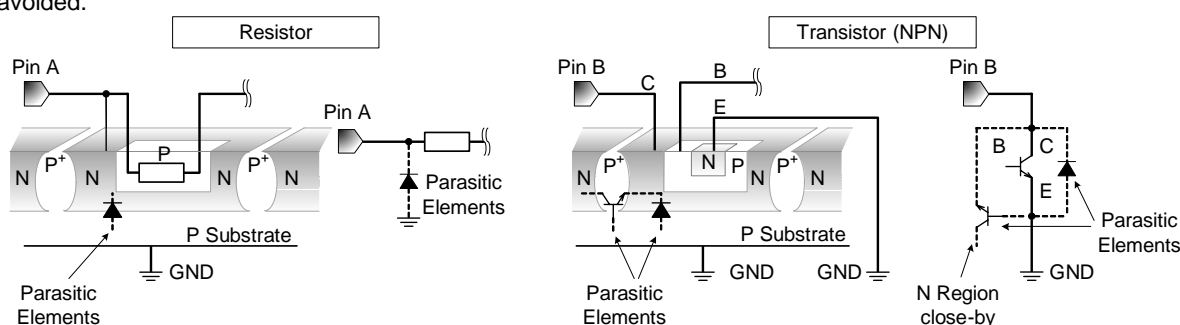 avoided.
Resistor
Transistor (NPN)
Pin A
Pin A
P
N P+ N N P+ N
Parasitic
Elements
P Substrate
GND
Parasitic
Elements
Pin B
C
B
E
N P+ N P N P+ N
P Substrate
GND GND
Parasitic
Elements
Pin B
B C
E
Parasitic
Elements
GND
N Region
close-by